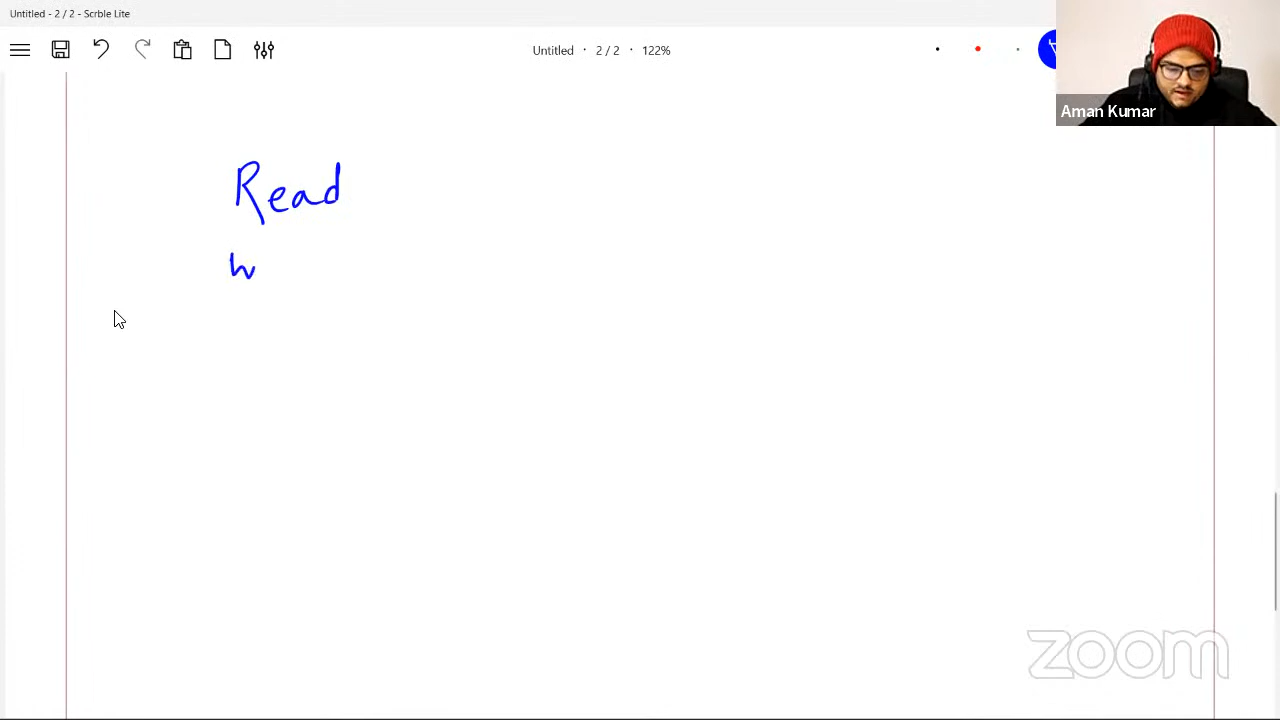 Untitled - 2 / 2 - Scrble Lite
Untitled · 2 / 2 · 122%
Aman Kumar
Read
W
zoom